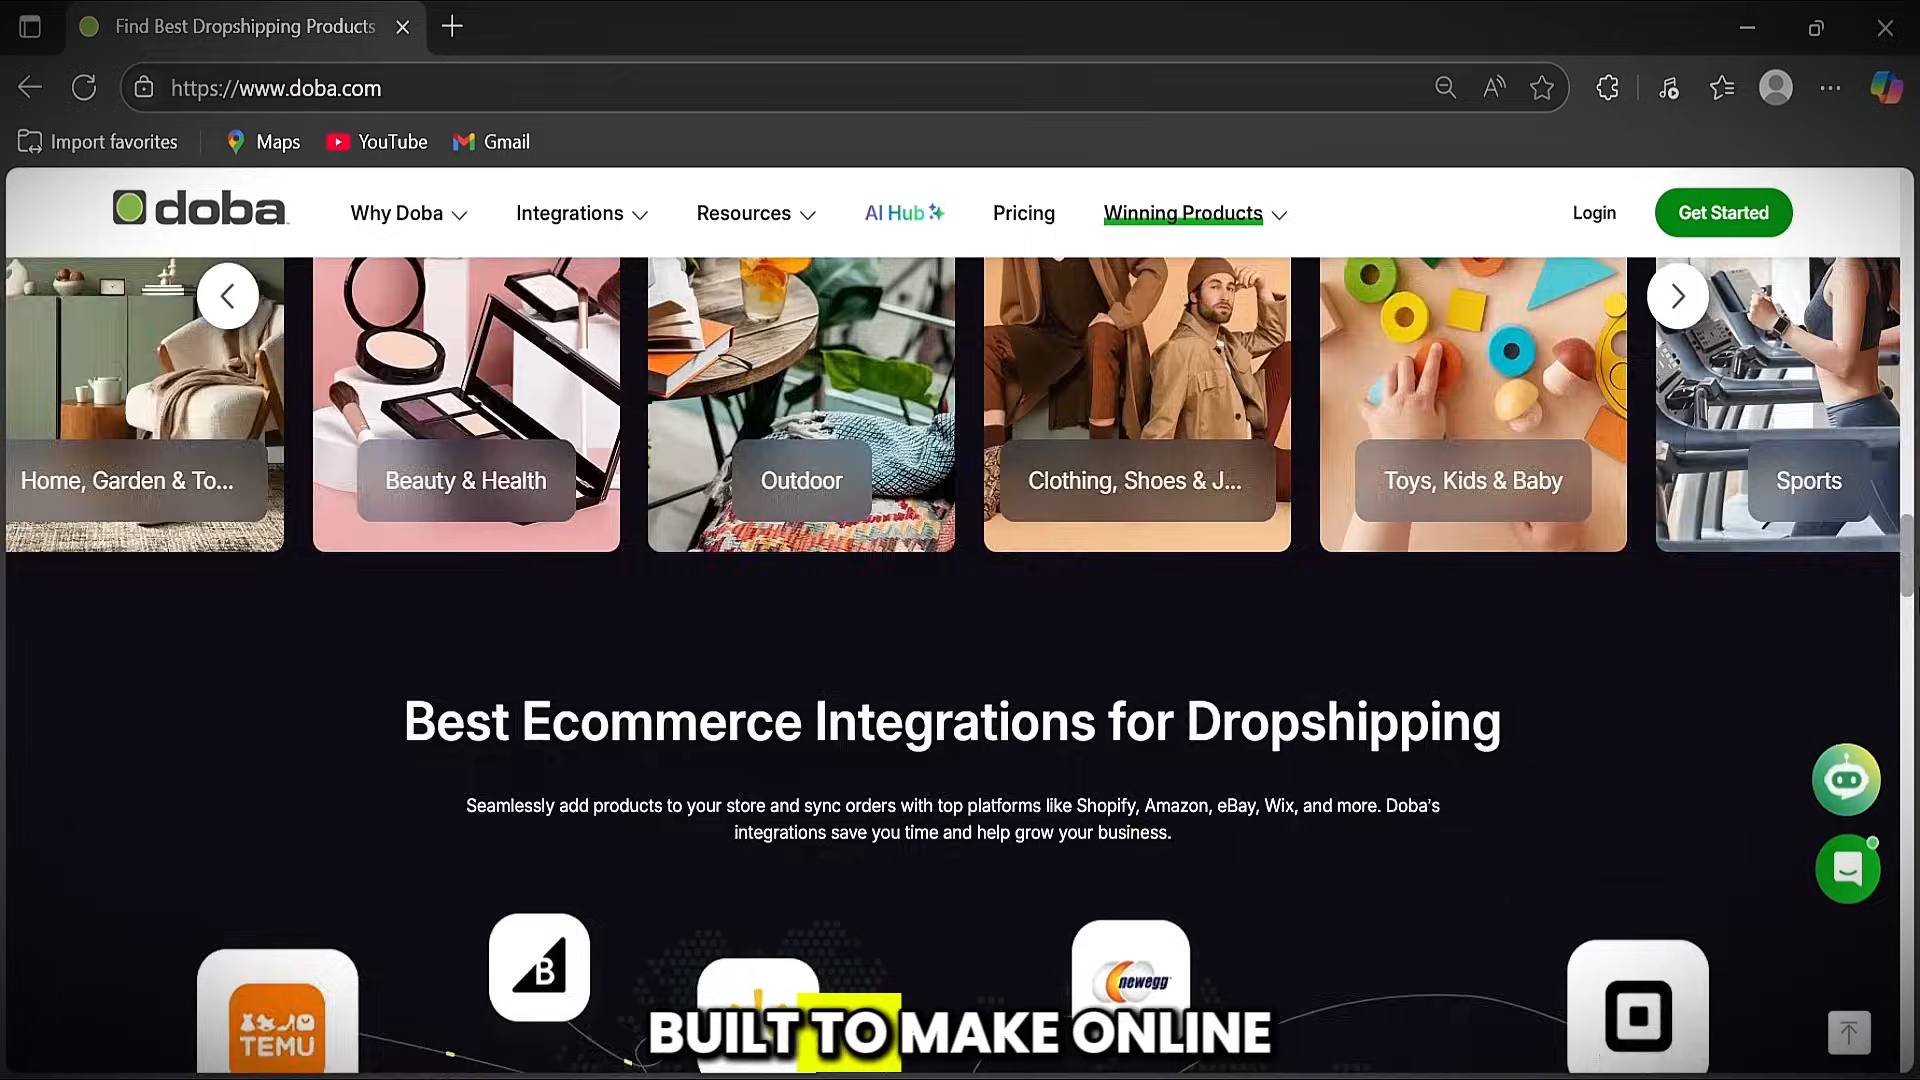 Find Best Dropshipping Products
https://www.doba.com
Import favorites
Maps
YouTube
Gmail
doba
Why Doba
Integrations
Resources
AI Hub
Pricing
Winning Products
Login
Get Started
Home, Garden & To...
Beauty & Health
Outdoor
Clothing, Shoes & J...
Toys, Kids & Baby
Sports
Best Ecommerce Integrations for Dropshipping
Seamlessly add products to your store and sync orders with top platforms like Shopify, Amazon, eBay, Wix, and more. Doba's
integrations save you time and help grow your business.
B
newegg
TEMU
BUILT TO MAKE ONLINE